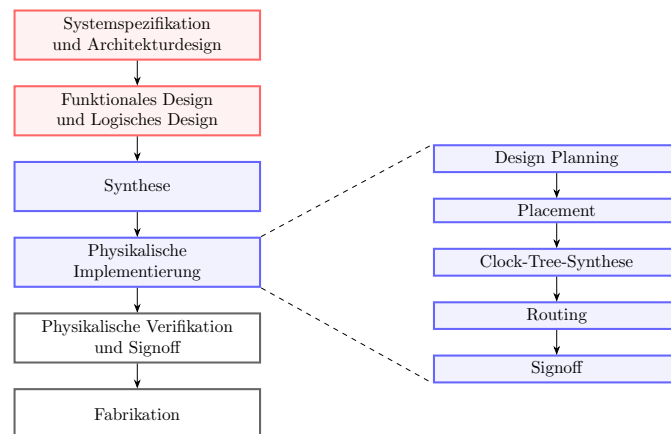 Systemspezifikation
und Architekturdesign
Funktionales Design
und Logisches Design
Synthese
Physikalische
Implementierung
Physikalische Verifikation
und Signoff
Fabrikation
Design Planning
Placement
Clock-Tree-Synthese
Routing
Signoff